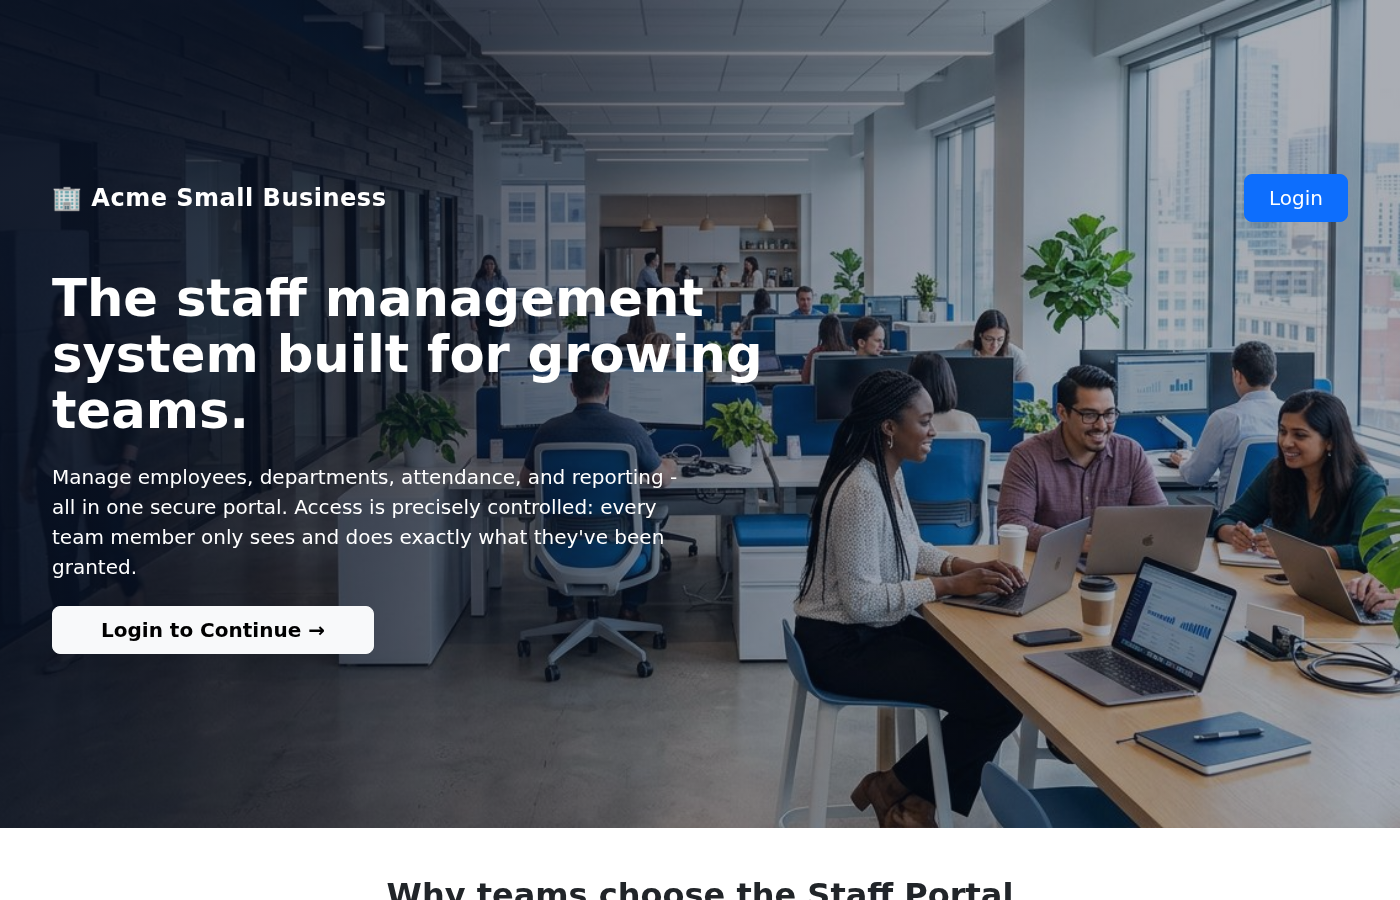 🏢 Acme Small Business
Login
The staff management
system built for growing
teams.
Manage employees, departments, attendance, and reporting -
all in one secure portal. Access is precisely controlled: every
team member only sees and does exactly what they've been
granted.
Login to Continue →
Why teams choose the Staff Portal